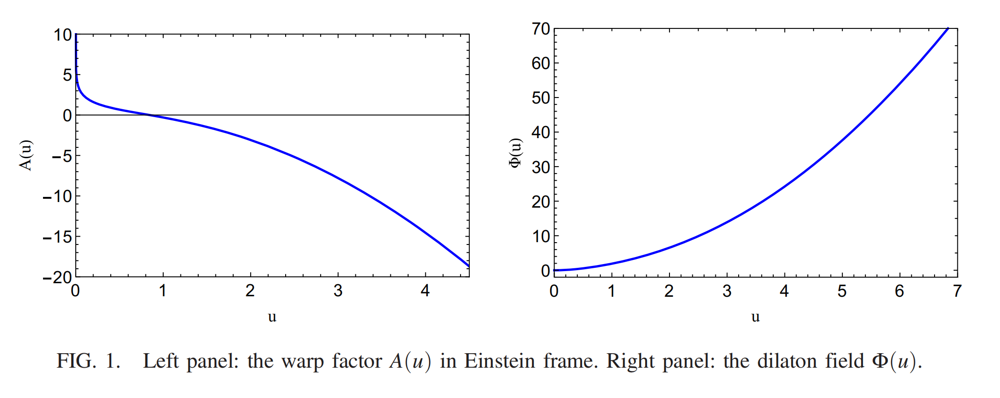 10
5
0
−5
−10
−15
−20
0 1 2 3 4
A(u)
u
70
60
50
40
30
20
10
0
0 1 2 3 4 5 6 7
Φ(u)
u
FIG. 1. Left panel: the warp factor A(u) in Einstein frame. Right panel: the dilaton field Φ(u).